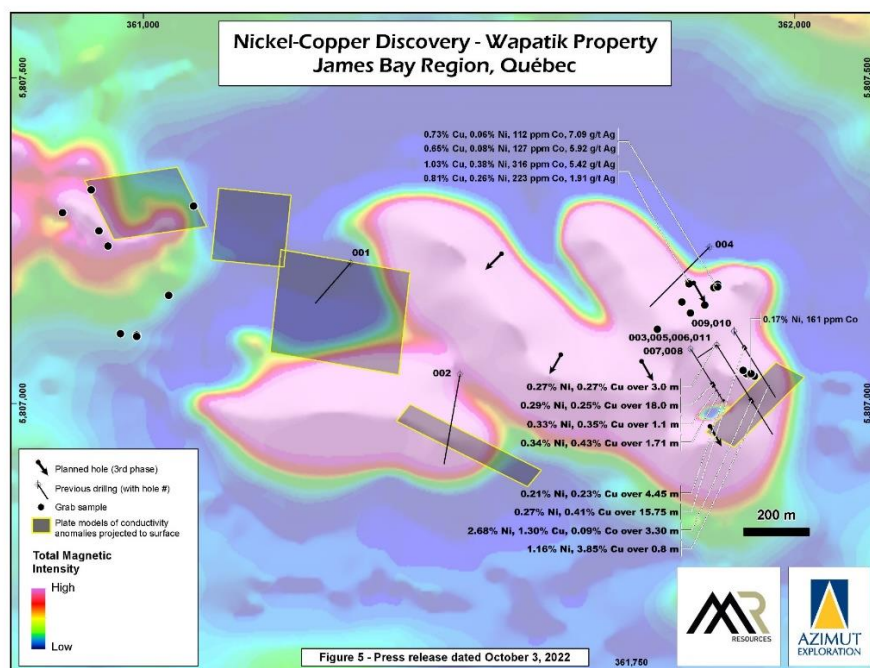 361,000
362,000
Nickel-Copper Discovery - Wapatik Property
James Bay Region, Québec
5,807,500
5,807,500
0.73% Cu, 0.06% Ni, 112 ppm Co, 7.09 g/t Ag
0.65% Cu, 0.08% Ni, 127 ppm Co, 5.92 g/t Ag
1.03% Cu, 0.38% Ni, 316 ppm Co, 5.42 g/t Ag
0.81% Cu, 0.26% Ni, 223 ppm Co, 1.91 g/t Ag
001
004
009,010
0.17% Ni, 161 ppm Co
003,005,006,011
007,008
002
0.27% Ni, 0.27% Cu over 3.0 m
0.29% Ni, 0.25% Cu over 18.0 m
0.33% Ni, 0.35% Cu over 1.1 m
0.34% Ni, 0.43% Cu over 1.71 m
5,807,000
5,807,000
0.21% Ni, 0.23% Cu over 4.45 m
0.27% Ni, 0.41% Cu over 15.75 m
2.68% Ni, 1.30% Cu, 0.09% Co over 3.30 m
1.16% Ni, 3.85% Cu over 0.8 m
200 m
Planned hole (3rd phase)
Previous drilling (with hole #)
Grab sample
Plate models of conductivity
anomalies projected to surface
Total Magnetic
Intensity
High
Low
MR
RESOURCES
AZIMUT
EXPLORATION
Figure 5 - Press release dated October 3, 2022
361,750